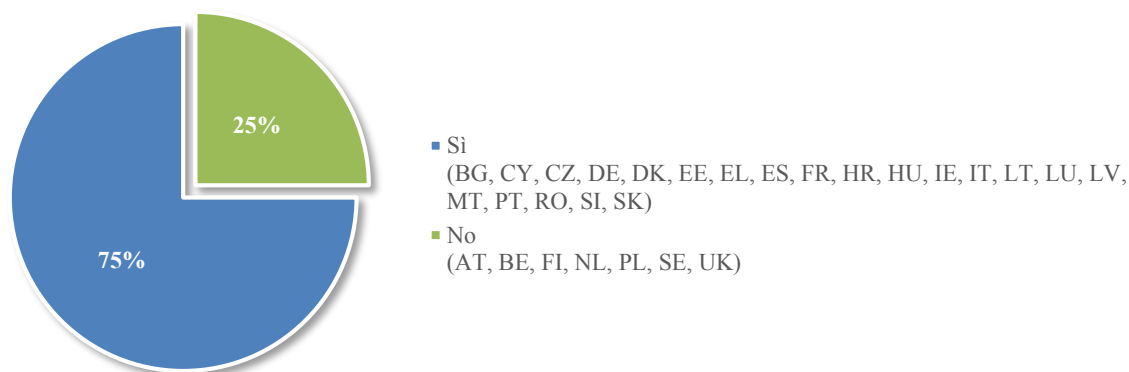 25%
75%
Sì
(BG, CY, CZ, DE, DK, EE, EL, ES, FR, HR, HU, IE, IT, LT, LU, LV,
MT, PT, RO, SI, SK)
No
(AT, BE, FI, NL, PL, SE, UK)